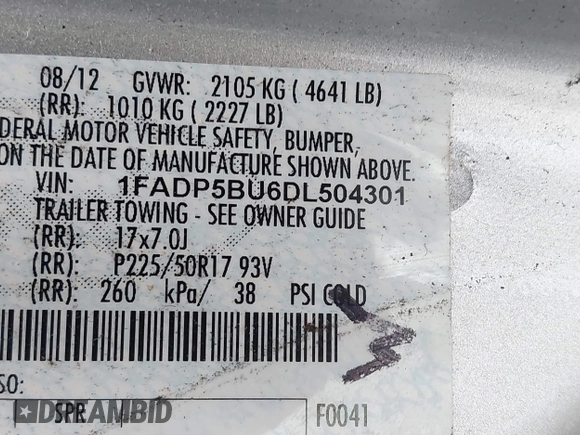 08/12 GVWR: 2105 KG ( 4641 LB)
(RR): 1010 KG ( 2227 LB)
DERAL MOTOR VEHICLE SAFETY, BUMPER,
ON THE DATE OF MANUFACTURE SHOWN ABOVE.
VIN: 1FADP5BU6DL504301
TRAILER TOWING - SEE OWNER GUIDE
(RR): 17x7.0J
(RR): P225/50R17 93V
(RR): 260 kPa/ 38 PSI COLD
SO:
SPR F0041
DREAMBID